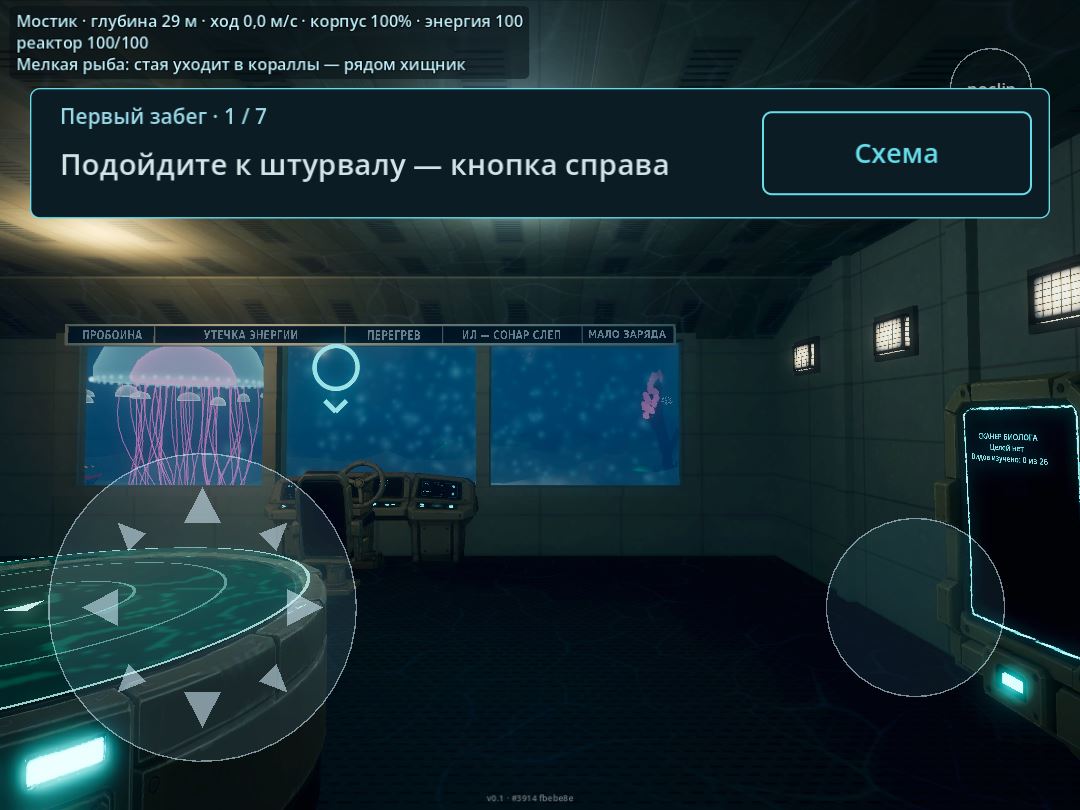 Мостик · глубина 29 м · ход 0,0 м/с · корпус 100% · энергия 100
реактор 100/100
Мелкая рыба: стая уходит в кораллы — рядом хищник
Первый забег · 1 / 7
Подойдите к штурвалу — кнопка справа
Схема
ПРОБОИНА
УТЕЧКА ЭНЕРГИИ
ПЕРЕГРЕВ
ИЛ — СОНАР СЛЕП
МАЛО ЗАРЯДА
СКАНЕР БИОЛОГА
Целей нет
Видов изучено: 0 из 26
v0.1 · #3914 fbebe8e